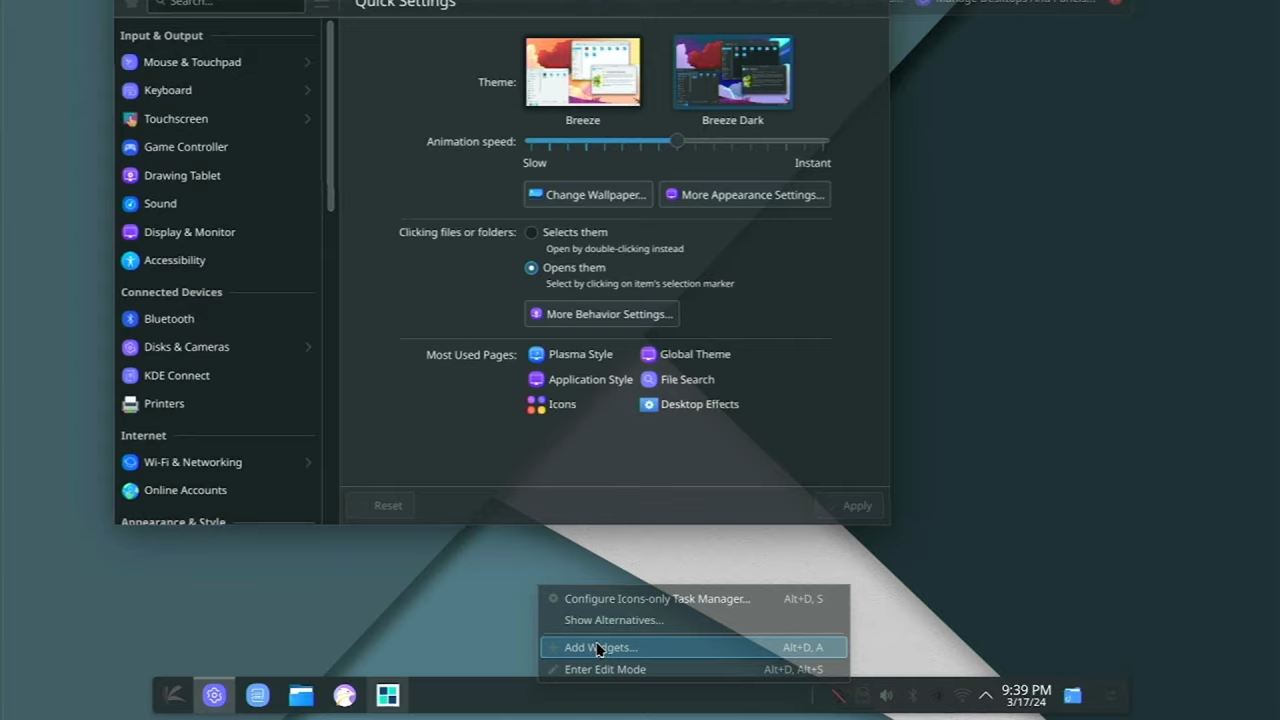 Search...
Quick Settings
Manage Desktops And Panels...
Input & Output
Mouse & Touchpad
Keyboard
Touchscreen
Game Controller
Drawing Tablet
Sound
Display & Monitor
Accessibility
Connected Devices
Bluetooth
Disks & Cameras
KDE Connect
Printers
Internet
Wi-Fi & Networking
Online Accounts
Appearance & Style
Theme:
Breeze
Breeze Dark
Animation speed:
Slow
Instant
Change Wallpaper...
More Appearance Settings...
Clicking files or folders:
Selects them
Open by double-clicking instead
Opens them
Select by clicking on item's selection marker
More Behavior Settings...
Most Used Pages:
Plasma Style
Global Theme
Application Style
File Search
Icons
Desktop Effects
Reset
Apply
Configure Icons-only Task Manager... Alt+D, S
Show Alternatives...
Add Widgets... Alt+D, A
Enter Edit Mode Alt+D, Alt+S
9:39 PM
3/17/24